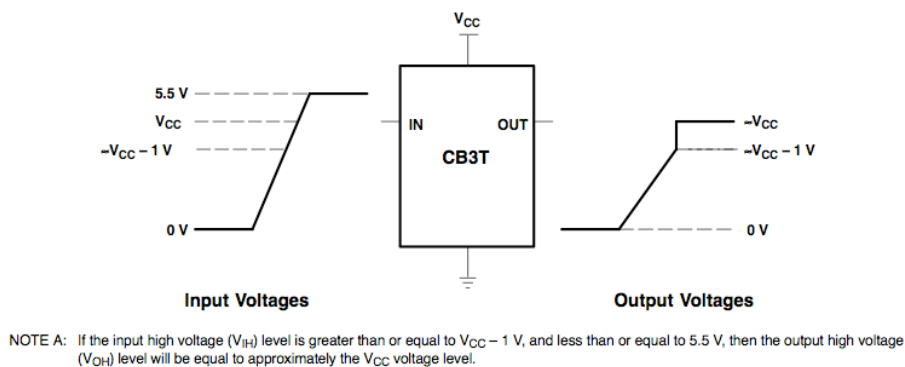 VCC
5.5 V
VCC
~VCC – 1 V
0 V
IN
OUT
CB3T
~VCC
~VCC – 1 V
0 V
Input Voltages
Output Voltages
NOTE A: If the input high voltage (VIH) level is greater than or equal to VCC – 1 V, and less than or equal to 5.5 V, then the output high voltage
(VOH) level will be equal to approximately the VCC voltage level.